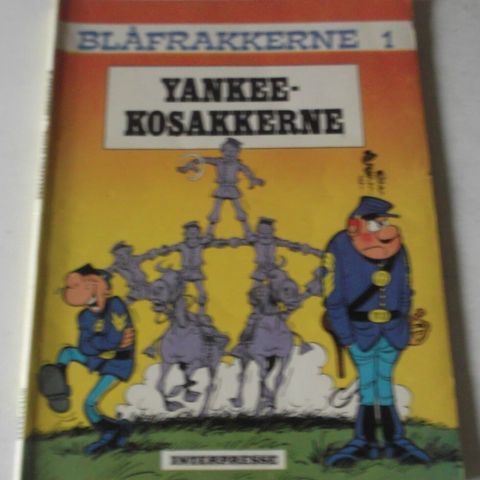 BLÅFRAKKERNE 1
YANKEE-
KOSAKKERNE
INTERPRESSE